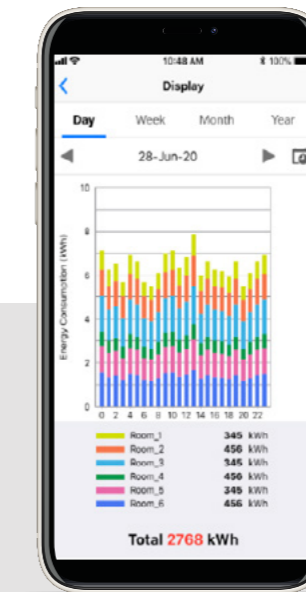 10:48 AM 100%
Display
Day Week Month Year
28-Jun-20
Energy Consumption (kWh)
10
8
6
4
2
0
0 2 4 6 8 10 12 14 16 18 20 22
Room_1 345 kWh
Room_2 456 kWh
Room_3 345 kWh
Room_4 456 kWh
Room_5 345 kWh
Room_6 456 kWh
Total 2768 kWh